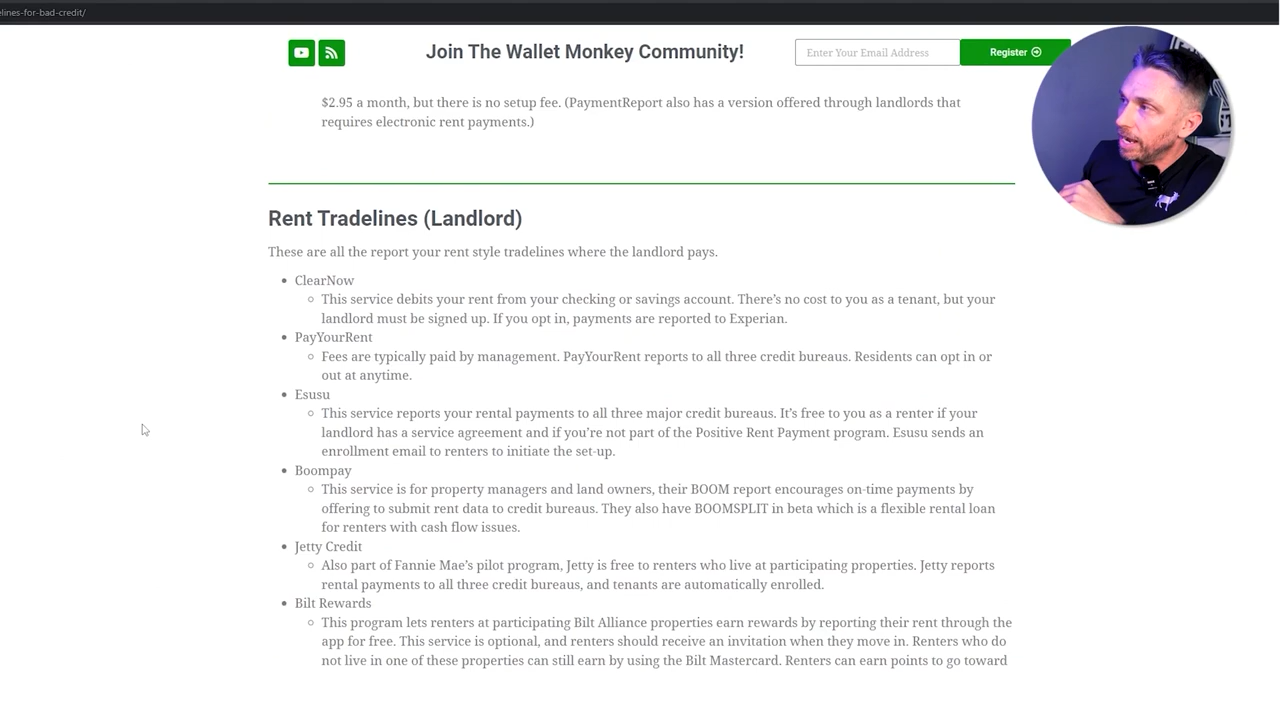 elines-for-bad-credit/
Join The Wallet Monkey Community!
Enter Your Email Address
Register
$2.95 a month, but there is no setup fee. (PaymentReport also has a version offered through landlords that
requires electronic rent payments.)
Rent Tradelines (Landlord)
These are all the report your rent style tradelines where the landlord pays.
ClearNow
This service debits your rent from your checking or savings account. There’s no cost to you as a tenant, but your
landlord must be signed up. If you opt in, payments are reported to Experian.
PayYourRent
Fees are typically paid by management. PayYourRent reports to all three credit bureaus. Residents can opt in or
out at anytime.
Esusu
This service reports your rental payments to all three major credit bureaus. It’s free to you as a renter if your
landlord has a service agreement and if you’re not part of the Positive Rent Payment program. Esusu sends an
enrollment email to renters to initiate the set-up.
Boompay
This service is for property managers and land owners, their BOOM report encourages on-time payments by
offering to submit rent data to credit bureaus. They also have BOOMSPLIT in beta which is a flexible rental loan
for renters with cash flow issues.
Jetty Credit
Also part of Fannie Mae’s pilot program, Jetty is free to renters who live at participating properties. Jetty reports
rental payments to all three credit bureaus, and tenants are automatically enrolled.
Bilt Rewards
This program lets renters at participating Bilt Alliance properties earn rewards by reporting their rent through the
app for free. This service is optional, and renters should receive an invitation when they move in. Renters who do
not live in one of these properties can still earn by using the Bilt Mastercard. Renters can earn points to go toward